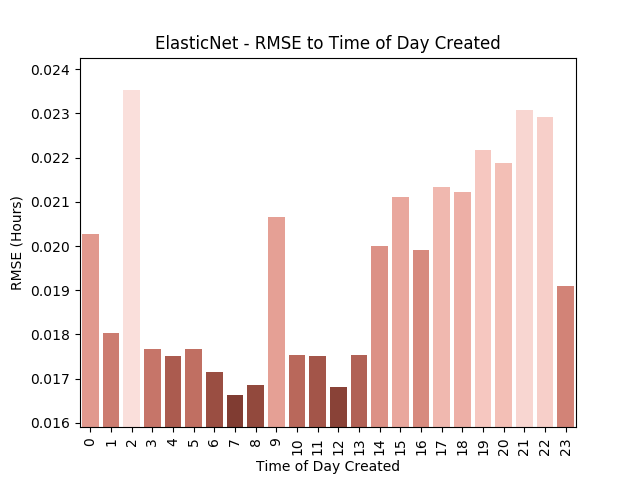 ElasticNet - RMSE to Time of Day Created
0.024
0.023
0.022
0.021
0.020
0.019
0.018
0.017
0.016
RMSE (Hours)
0 1 2 3 4 5 6 7 8 9 10 11 12 13 14 15 16 17 18 19 20 21 22 23
Time of Day Created